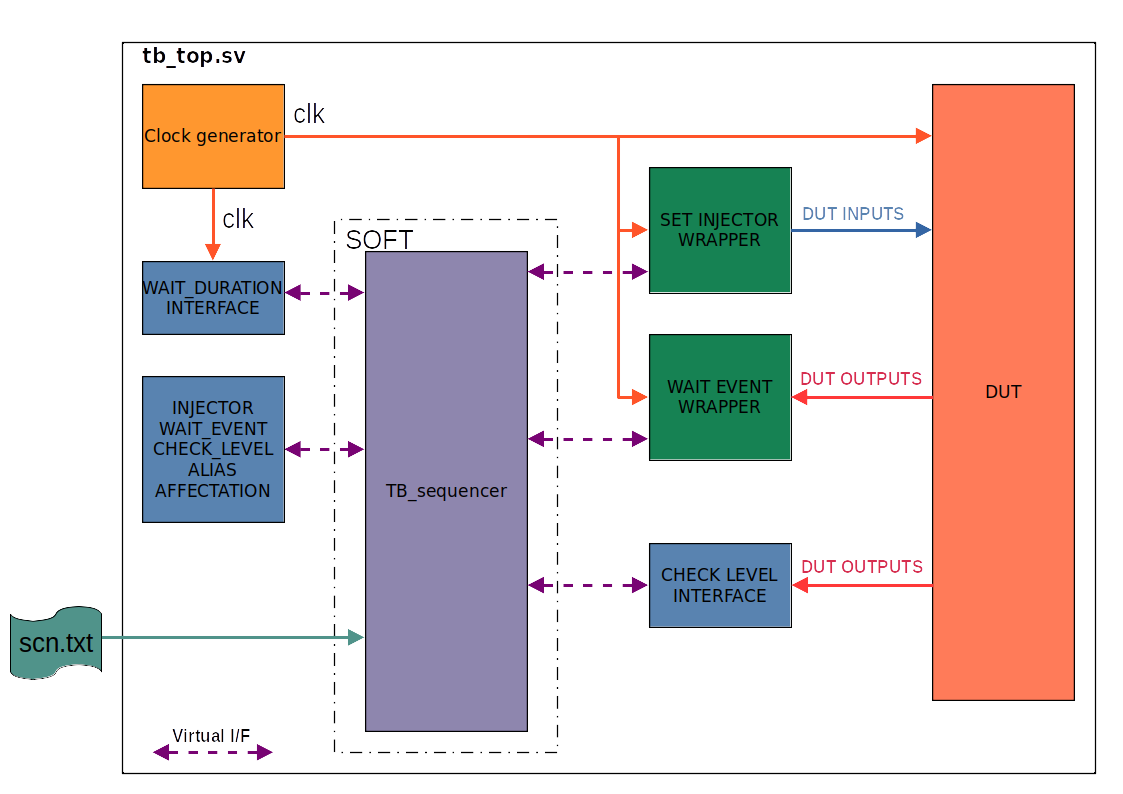 tb_top.sv
Clock generator
clk
clk
SOFT
SET INJECTOR
WRAPPER
DUT INPUTS
WAIT_DURATION
INTERFACE
WAIT EVENT
WRAPPER
DUT OUTPUTS
DUT
INJECTOR
WAIT_EVENT
CHECK_LEVEL
ALIAS
AFFECTATION
TB_sequencer
CHECK LEVEL
INTERFACE
DUT OUTPUTS
scn.txt
Virtual I/F